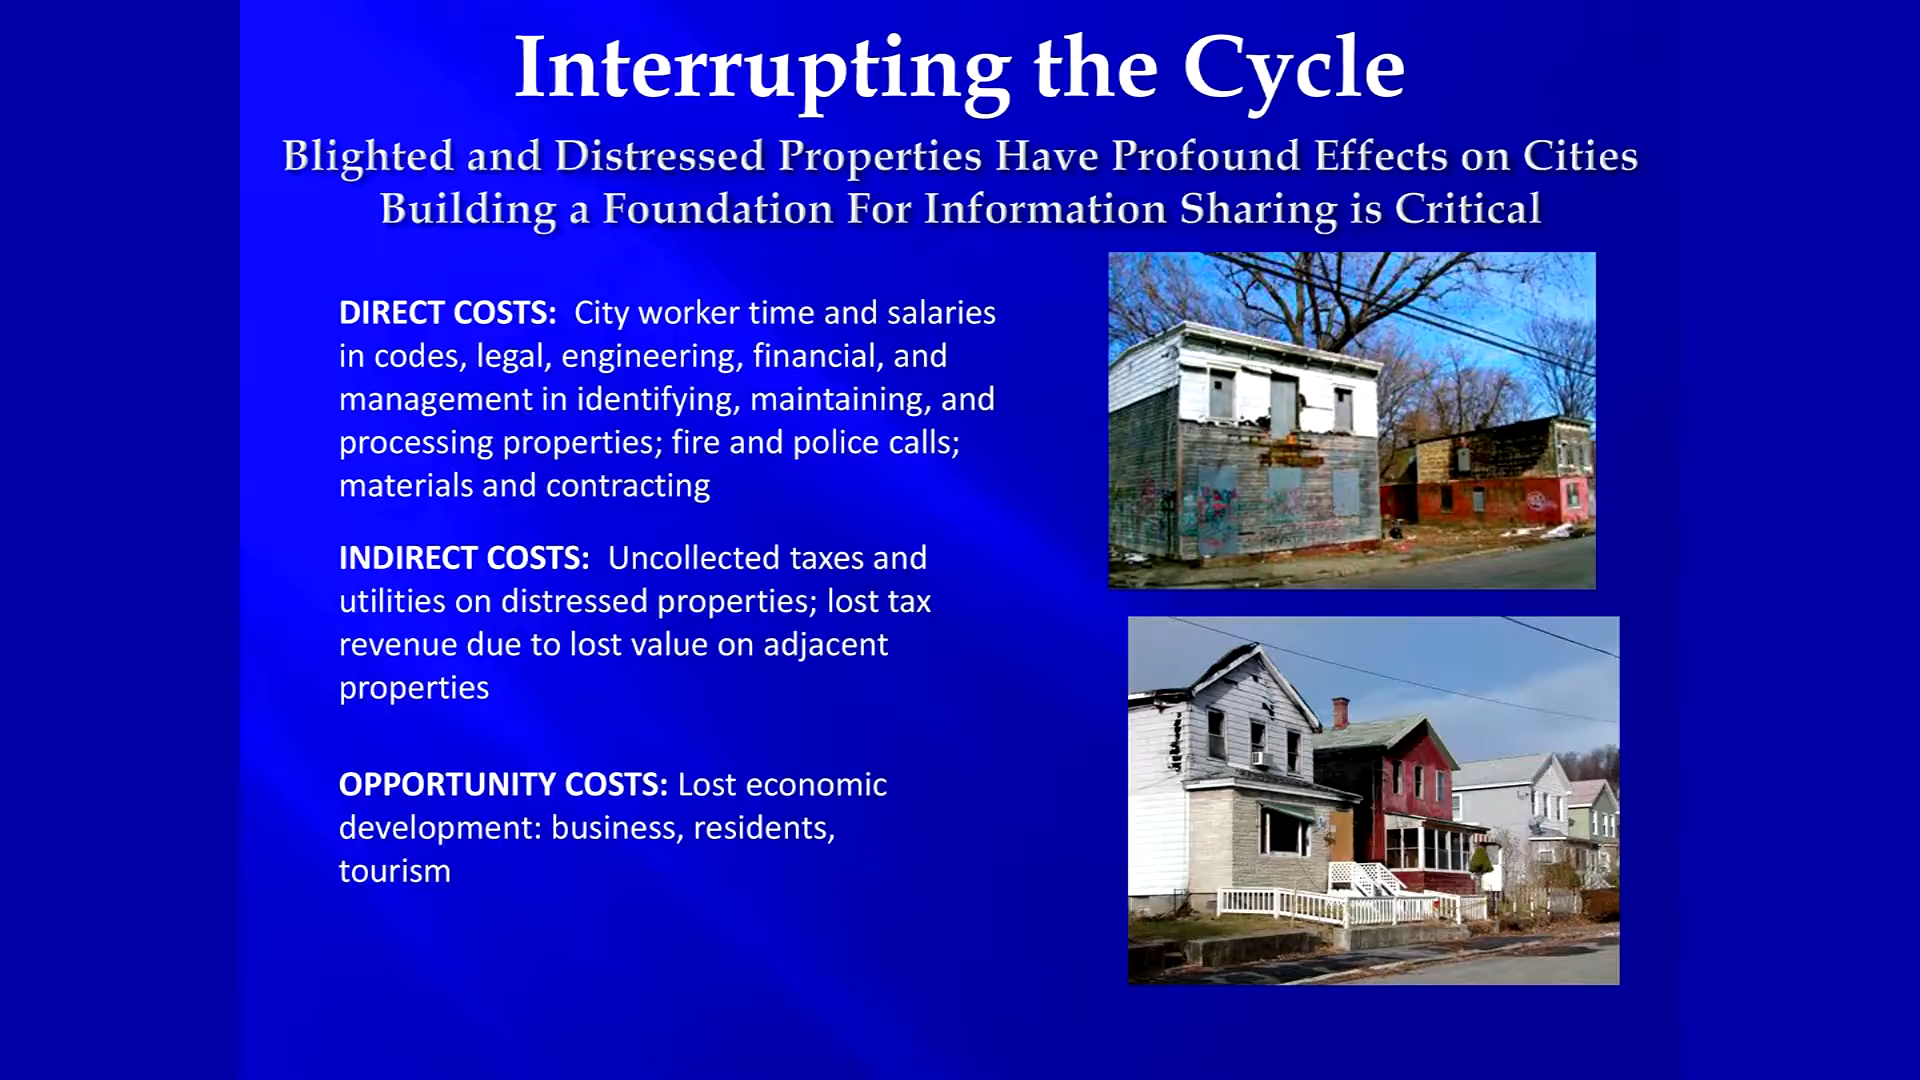 Interrupting the Cycle
Blighted and Distressed Properties Have Profound Effects on Cities
Building a Foundation For Information Sharing is Critical
DIRECT COSTS: City worker time and salaries
in codes, legal, engineering, financial, and
management in identifying, maintaining, and
processing properties; fire and police calls;
materials and contracting
INDIRECT COSTS: Uncollected taxes and
utilities on distressed properties; lost tax
revenue due to lost value on adjacent
properties
OPPORTUNITY COSTS: Lost economic
development: business, residents,
tourism